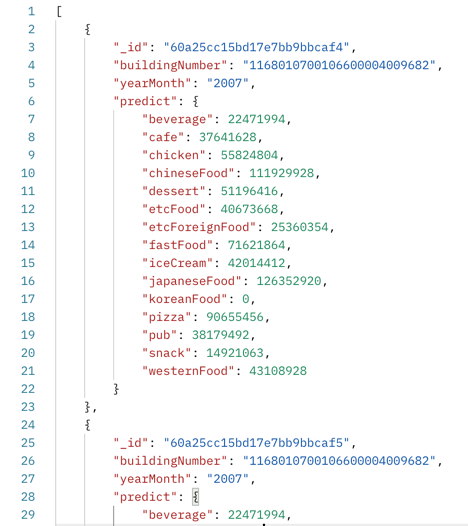 1 [
2 {
3 "_id": "60a25cc15bd17e7bb9bbcaf4",
4 "buildingNumber": "1168010700106600004009682",
5 "yearMonth": "2007",
6 "predict": {
7 "beverage": 22471994,
8 "cafe": 37641628,
9 "chicken": 55824804,
10 "chineseFood": 111929928,
11 "dessert": 51196416,
12 "etcFood": 40673668,
13 "etcForeignFood": 25360354,
14 "fastFood": 71621864,
15 "iceCream": 42014412,
16 "japaneseFood": 126352920,
17 "koreanFood": 0,
18 "pizza": 90655456,
19 "pub": 38179492,
20 "snack": 14921063,
21 "westernFood": 43108928
22 }
23 },
24 {
25 "_id": "60a25cc15bd17e7bb9bbcaf5",
26 "buildingNumber": "1168010700106600004009682",
27 "yearMonth": "2007",
28 "predict": {
29 "beverage": 22471994,